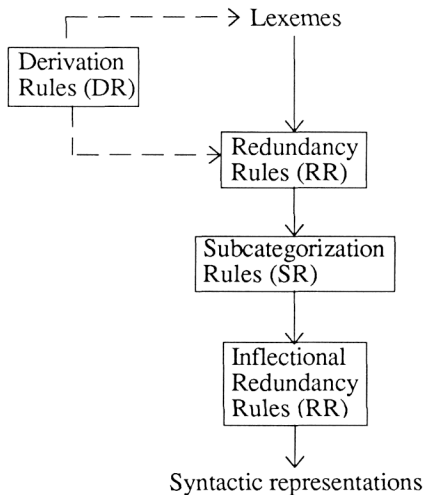 Lexemes
Derivation
Rules (DR)
Redundancy
Rules (RR)
Subcategorization
Rules (SR)
Inflectional
Redundancy
Rules (RR)
Syntactic representations